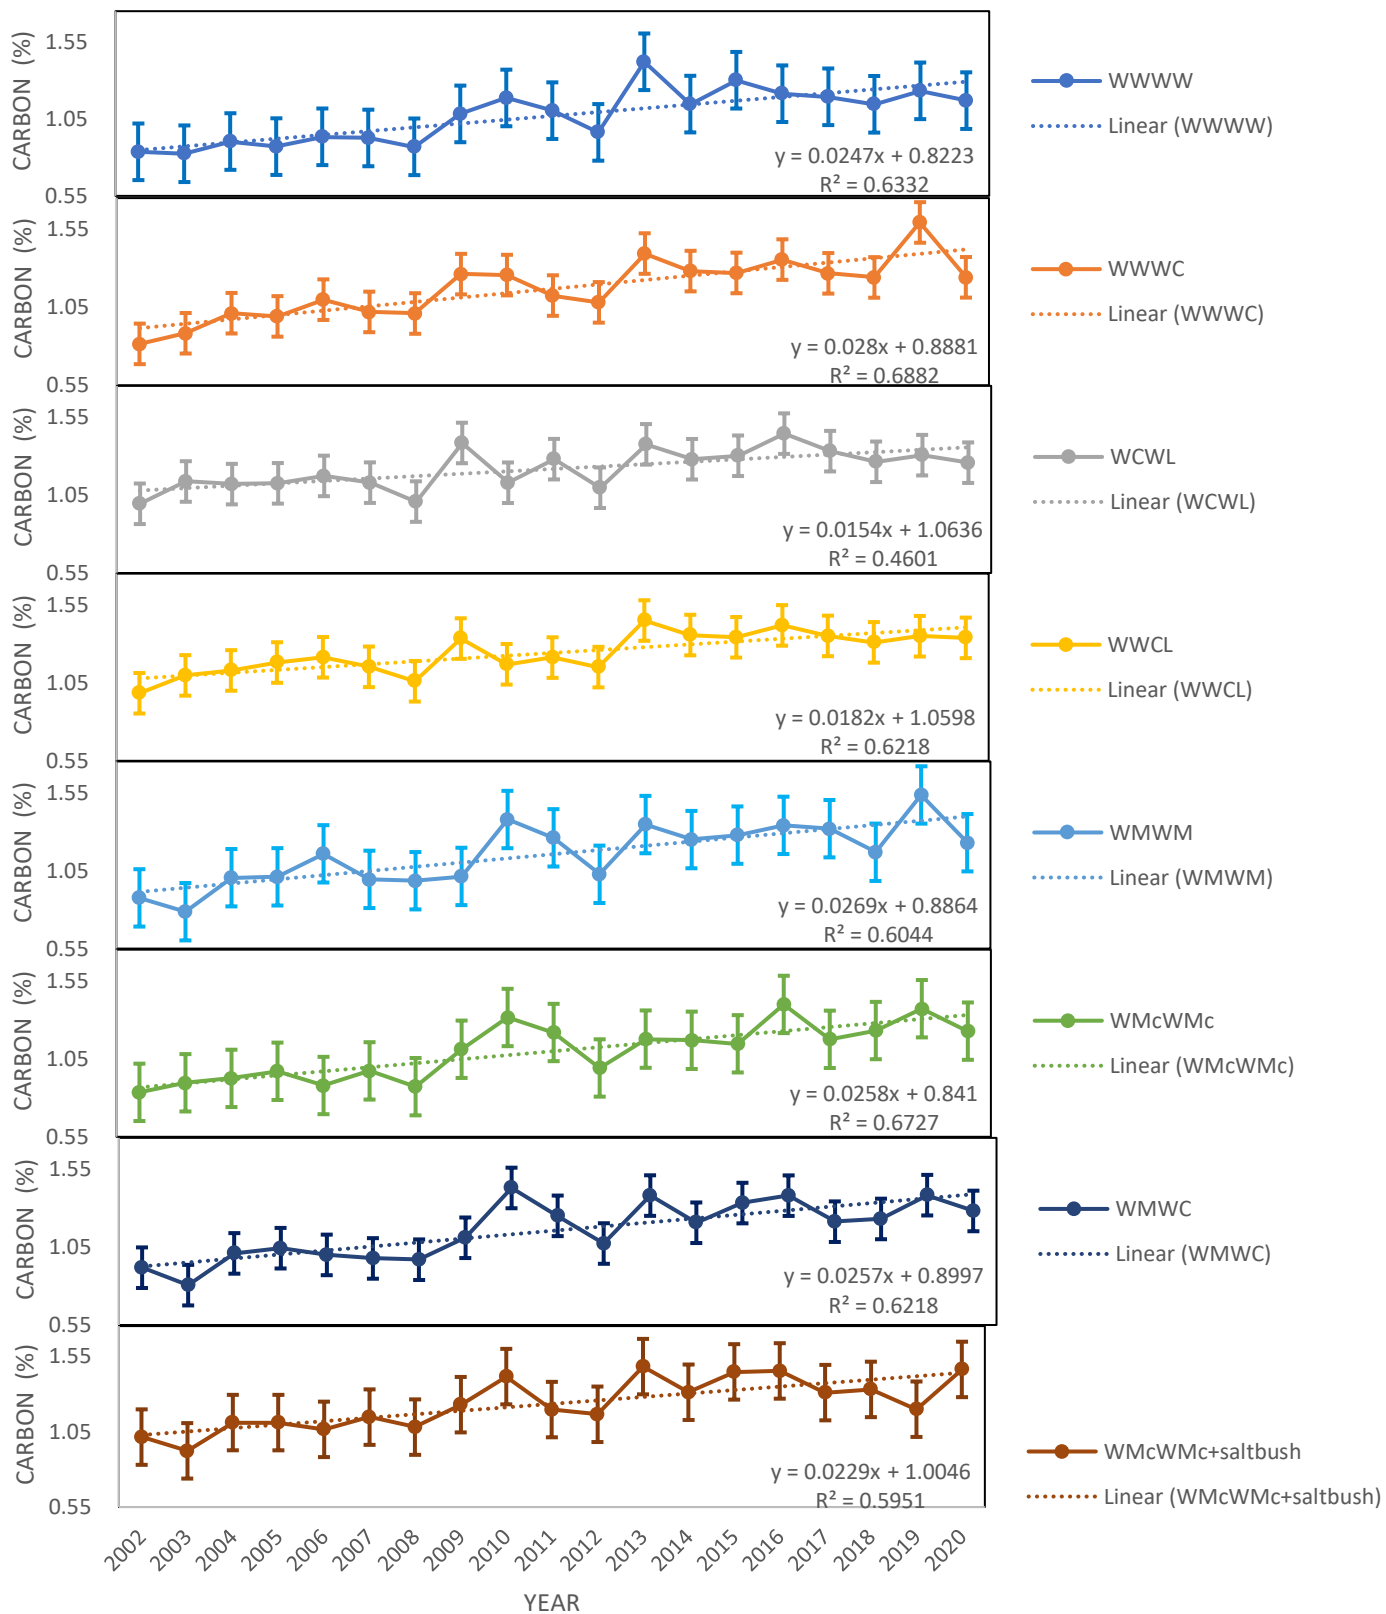 CARBON (%)
1.55
1.05
0.55
y = 0.0247x + 0.8223
R² = 0.6332
WWWW
Linear (WWWW)
CARBON (%)
1.55
1.05
0.55
y = 0.028x + 0.8881
R² = 0.6882
WWWC
Linear (WWWC)
CARBON (%)
1.55
1.05
0.55
y = 0.0154x + 1.0636
R² = 0.4601
WCWL
Linear (WCWL)
CARBON (%)
1.55
1.05
0.55
y = 0.0182x + 1.0598
R² = 0.6218
WWCL
Linear (WWCL)
CARBON (%)
1.55
1.05
0.55
y = 0.0269x + 0.8864
R² = 0.6044
WMWM
Linear (WMWM)
CARBON (%)
1.55
1.05
0.55
y = 0.0258x + 0.841
R² = 0.6727
WMcWMc
Linear (WMcWMc)
CARBON (%)
1.55
1.05
0.55
y = 0.0257x + 0.8997
R² = 0.6218
WMWC
Linear (WMWC)
CARBON (%)
1.55
1.05
0.55
y = 0.0229x + 1.0046
R² = 0.5951
WMcWMc+saltbush
Linear (WMcWMc+saltbush)
2002 2003 2004 2005 2006 2007 2008 2009 2010 2011 2012 2013 2014 2015 2016 2017 2018 2019 2020
YEAR